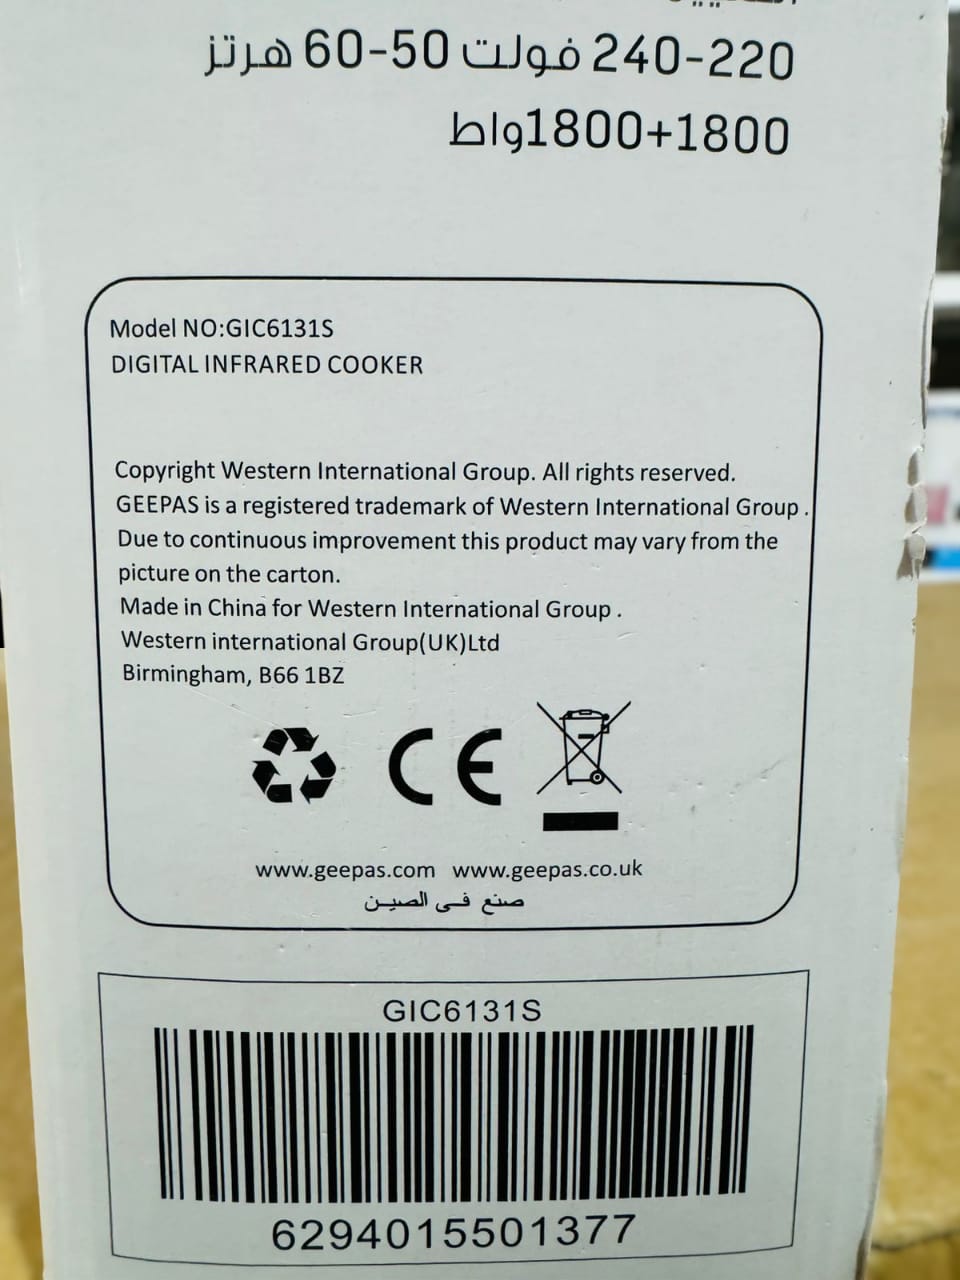 220-240 فولت 50-60 هرتز
1800+1800واط
Model NO:GIC6131S
DIGITAL INFRARED COOKER
Copyright Western International Group. All rights reserved.
GEEPAS is a registered trademark of Western International Group .
Due to continuous improvement this product may vary from the
picture on the carton.
Made in China for Western International Group .
Western international Group(UK)Ltd
Birmingham, B66 1BZ
CE
www.geepas.com www.geepas.co.uk
صنع في الصين
GIC6131S
6294015501377